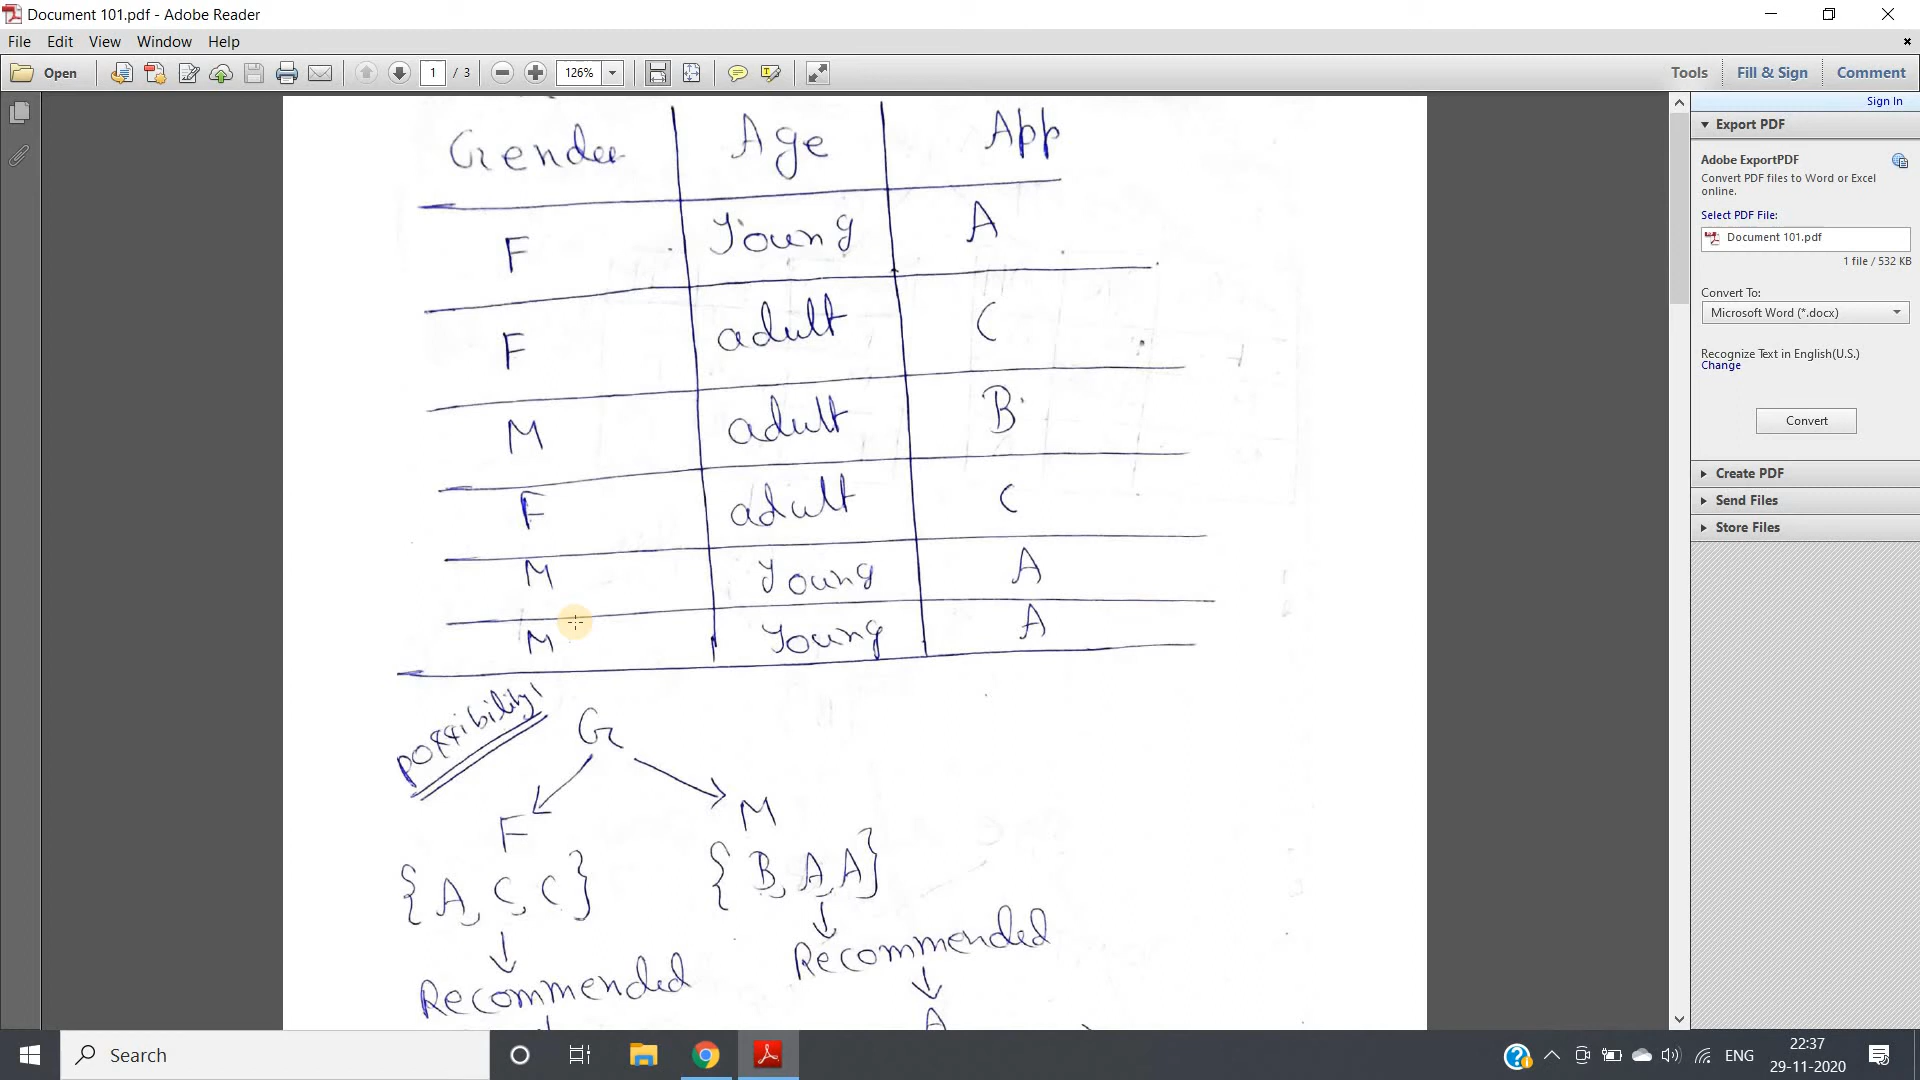 Document 101.pdf - Adobe Reader
File Edit View Window Help
Open 1 / 3 126% Tools Fill & Sign Comment
Sign In
Export PDF
Adobe ExportPDF
Convert PDF files to Word or Excel
online.
Select PDF File:
Document 101.pdf
1 file / 532 KB
Convert To:
Microsoft Word (*.docx)
Recognize Text in English(U.S.)
Change
Convert
Create PDF
Send Files
Store Files
Gender Age App
F Young A
F adult C
M adult B
F adult C
M Young A
M Young A
possibility1
G
F M
{A, C, C} {B, A, A}
Recommended Recommended
A
Search
ENG 22:37
29-11-2020